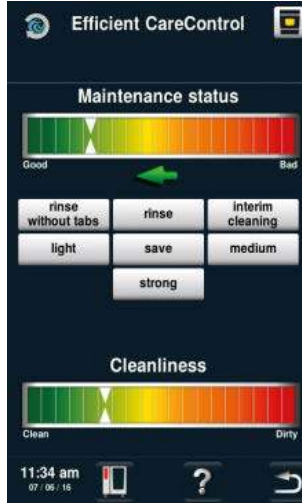 Efficient CareControl
Maintenance status
Good Bad
rinse without tabs
rinse
interim cleaning
light
save
medium
strong
Cleanliness
Clean Dirty
11:34 am
07 / 06 / 16
?